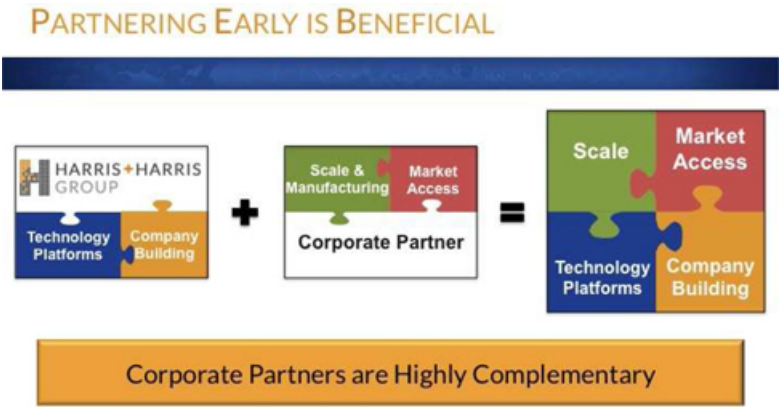 PARTNERING EARLY IS BENEFICIAL
HARRIS+HARRIS
GROUP
Technology
Platforms
Company
Building
+
Scale &
Manufacturing
Market
Access
Corporate Partner
=
Scale
Market
Access
Technology
Platforms
Company
Building
Corporate Partners are Highly Complementary